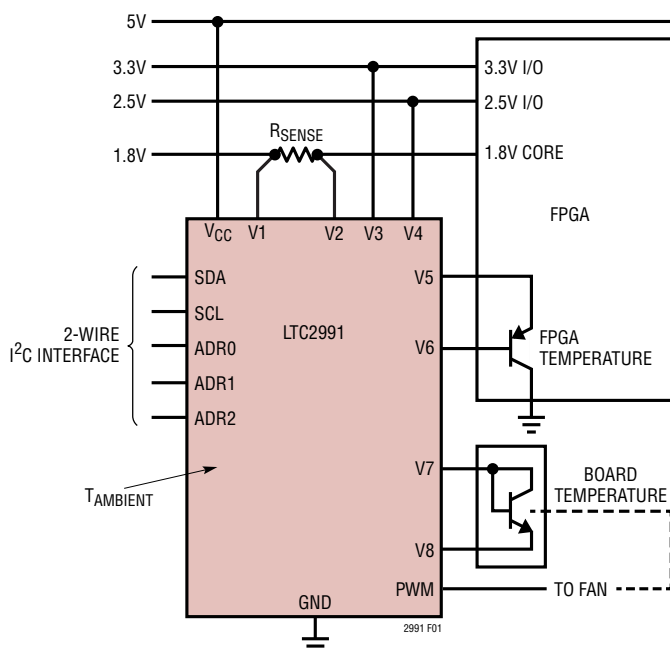 5V
3.3V
3.3V I/O
2.5V
2.5V I/O
RSENSE
1.8V
1.8V CORE
FPGA
VCC
V1
V2
V3
V4
SDA
V5
SCL
LTC2991
2-WIRE
I2C INTERFACE
ADR0
V6
FPGA
TEMPERATURE
ADR1
ADR2
V7
BOARD
TEMPERATURE
TAMBIENT
V8
PWM
TO FAN
GND
2991 F01